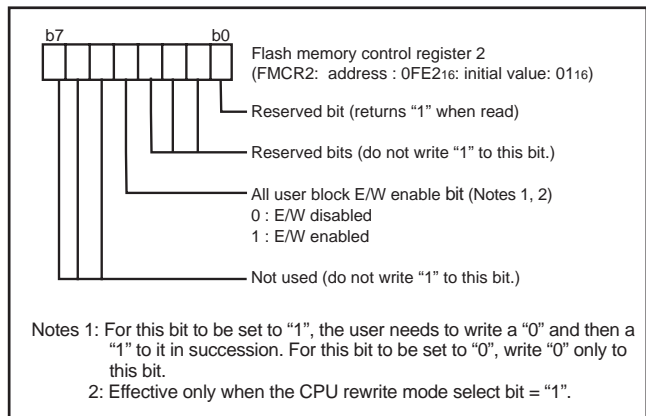 b7 b0
Flash memory control register 2
(FMCR2: address : 0FE216: initial value: 0116)
Reserved bit (returns “1” when read)
Reserved bits (do not write “1” to this bit.)
All user block E/W enable bit (Notes 1, 2)
0 : E/W disabled
1 : E/W enabled
Not used (do not write “1” to this bit.)
Notes 1: For this bit to be set to “1”, the user needs to write a “0” and then a
“1” to it in succession. For this bit to be set to “0”, write “0” only to
this bit.
2: Effective only when the CPU rewrite mode select bit = “1”.